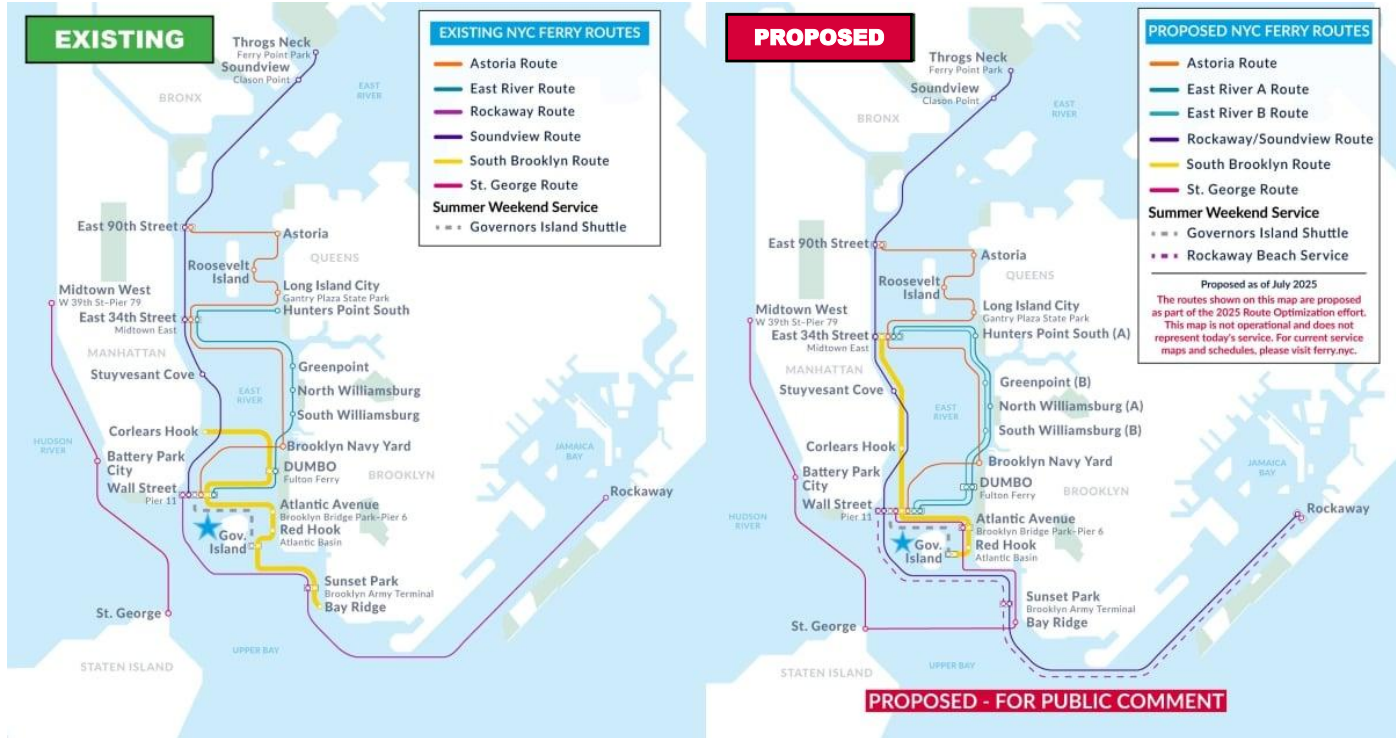 EXISTING
EXISTING NYC FERRY ROUTES
Astoria Route
East River Route
Rockaway Route
Soundview Route
South Brooklyn Route
St. George Route
Summer Weekend Service
Governors Island Shuttle
Throgs Neck
Ferry Point Park
Soundview
Clason Point
EAST
RIVER
BRONX
East 90th Street
Astoria
QUEENS
Roosevelt
Island
Long Island City
Gantry Plaza State Park
Hunters Point South
Midtown West
W 39th St–Pier 79
East 34th Street
Midtown East
MANHATTAN
Stuyvesant Cove
Greenpoint
North Williamsburg
South Williamsburg
EAST
RIVER
Corlears Hook
Brooklyn Navy Yard
HUDSON
RIVER
Battery Park
City
DUMBO
Fulton Ferry
BROOKLYN
JAMAICA
BAY
Wall Street
Pier 11
Rockaway
Atlantic Avenue
Brooklyn Bridge Park–Pier 6
Red Hook
Atlantic Basin
Gov.
Island
Sunset Park
Brooklyn Army Terminal
Bay Ridge
St. George
UPPER BAY
STATEN ISLAND
PROPOSED
PROPOSED NYC FERRY ROUTES
Astoria Route
East River A Route
East River B Route
Rockaway/Soundview Route
South Brooklyn Route
St. George Route
Summer Weekend Service
Governors Island Shuttle
Rockaway Beach Service
Proposed as of July 2025
The routes shown on this map are proposed
as part of the 2025 Route Optimization effort.
This map is not operational and does not
represent today's service. For current service
maps and schedules, please visit ferry.nyc.
Throgs Neck
Ferry Point Park
Soundview
Clason Point
EAST
RIVER
BRONX
East 90th Street
Astoria
QUEENS
Roosevelt
Island
Long Island City
Gantry Plaza State Park
Hunters Point South (A)
Midtown West
W 39th St–Pier 79
East 34th Street
Midtown East
MANHATTAN
Stuyvesant Cove
Greenpoint (B)
North Williamsburg (A)
South Williamsburg (B)
EAST
RIVER
Corlears Hook
Brooklyn Navy Yard
Battery Park
City
DUMBO
Fulton Ferry
BROOKLYN
JAMAICA
BAY
Wall Street
Pier 11
HUDSON
RIVER
Rockaway
Atlantic Avenue
Brooklyn Bridge Park–Pier 6
Red Hook
Atlantic Basin
Gov.
Island
Sunset Park
Brooklyn Army Terminal
Bay Ridge
St. George
UPPER BAY
STATEN ISLAND
PROPOSED - FOR PUBLIC COMMENT